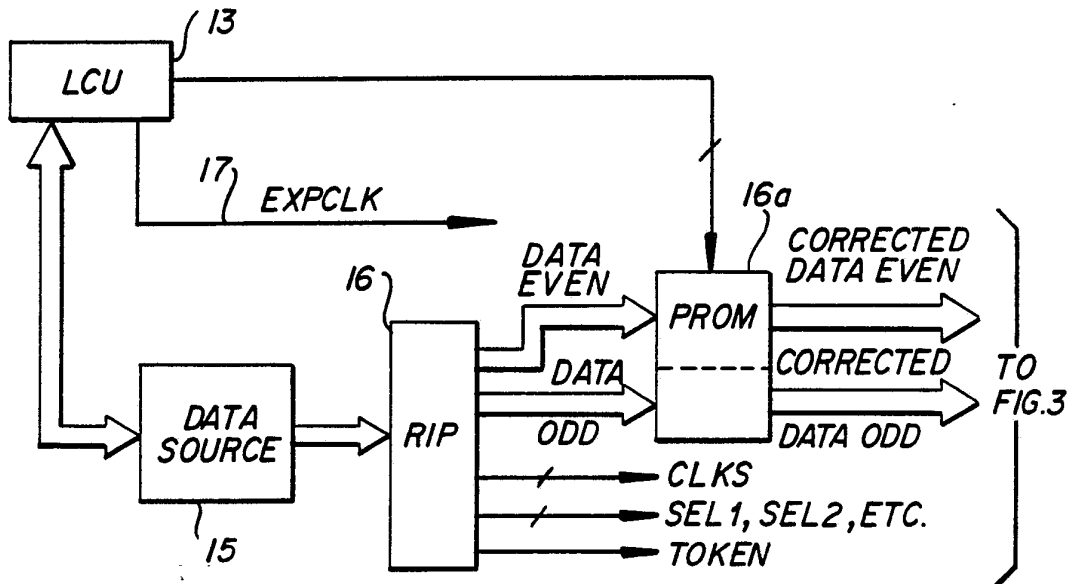 13
LCU
17
EXPCLK
16a
DATA
EVEN
CORRECTED
DATA EVEN
16
PROM
DATA
CORRECTED
TO
FIG.3
DATA
SOURCE
RIP
ODD
DATA ODD
CLKS
SEL1, SEL2, ETC.
TOKEN
15